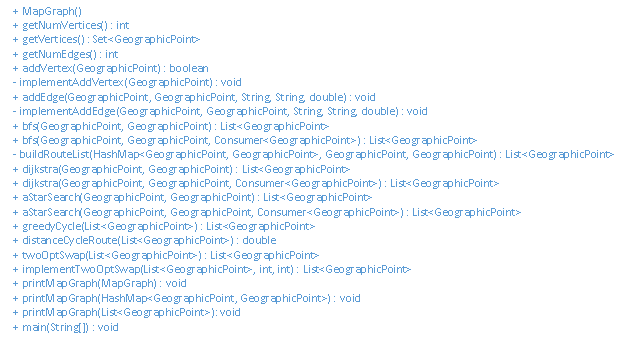 + MapGraph()
+ getNumVertices() : int
+ getVertices() : Set<GeographicPoint>
+ getNumEdges() : int
+ addVertex(GeographicPoint) : boolean
- implementAddVertex(GeographicPoint) : void
+ addEdge(GeographicPoint, GeographicPoint, String, String, double) : void
- implementAddEdge(GeographicPoint, GeographicPoint, String, String, double) : void
+ bfs(GeographicPoint, GeographicPoint) : List<GeographicPoint>
+ bfs(GeographicPoint, GeographicPoint, Consumer<GeographicPoint>) : List<GeographicPoint>
- buildRouteList(HashMap<GeographicPoint, GeographicPoint>, GeographicPoint, GeographicPoint) : List<GeographicPoint>
+ dijkstra(GeographicPoint, GeographicPoint) : List<GeographicPoint>
+ dijkstra(GeographicPoint, GeographicPoint, Consumer<GeographicPoint>) : List<GeographicPoint>
+ aStarSearch(GeographicPoint, GeographicPoint) : List<GeographicPoint>
+ aStarSearch(GeographicPoint, GeographicPoint, Consumer<GeographicPoint>) : List<GeographicPoint>
+ greedyCycle(List<GeographicPoint>) : List<GeographicPoint>
+ distanceCycleRoute(List<GeographicPoint>) : double
+ twoOptSwap(List<GeographicPoint>) : List<GeographicPoint>
+ implementTwoOptSwap(List<GeographicPoint>, int, int) : List<GeographicPoint>
+ printMapGraph(MapGraph) : void
+ printMapGraph(HashMap<GeographicPoint, GeographicPoint>) : void
+ printMapGraph(List<GeographicPoint>): void
+ main(String[]) : void